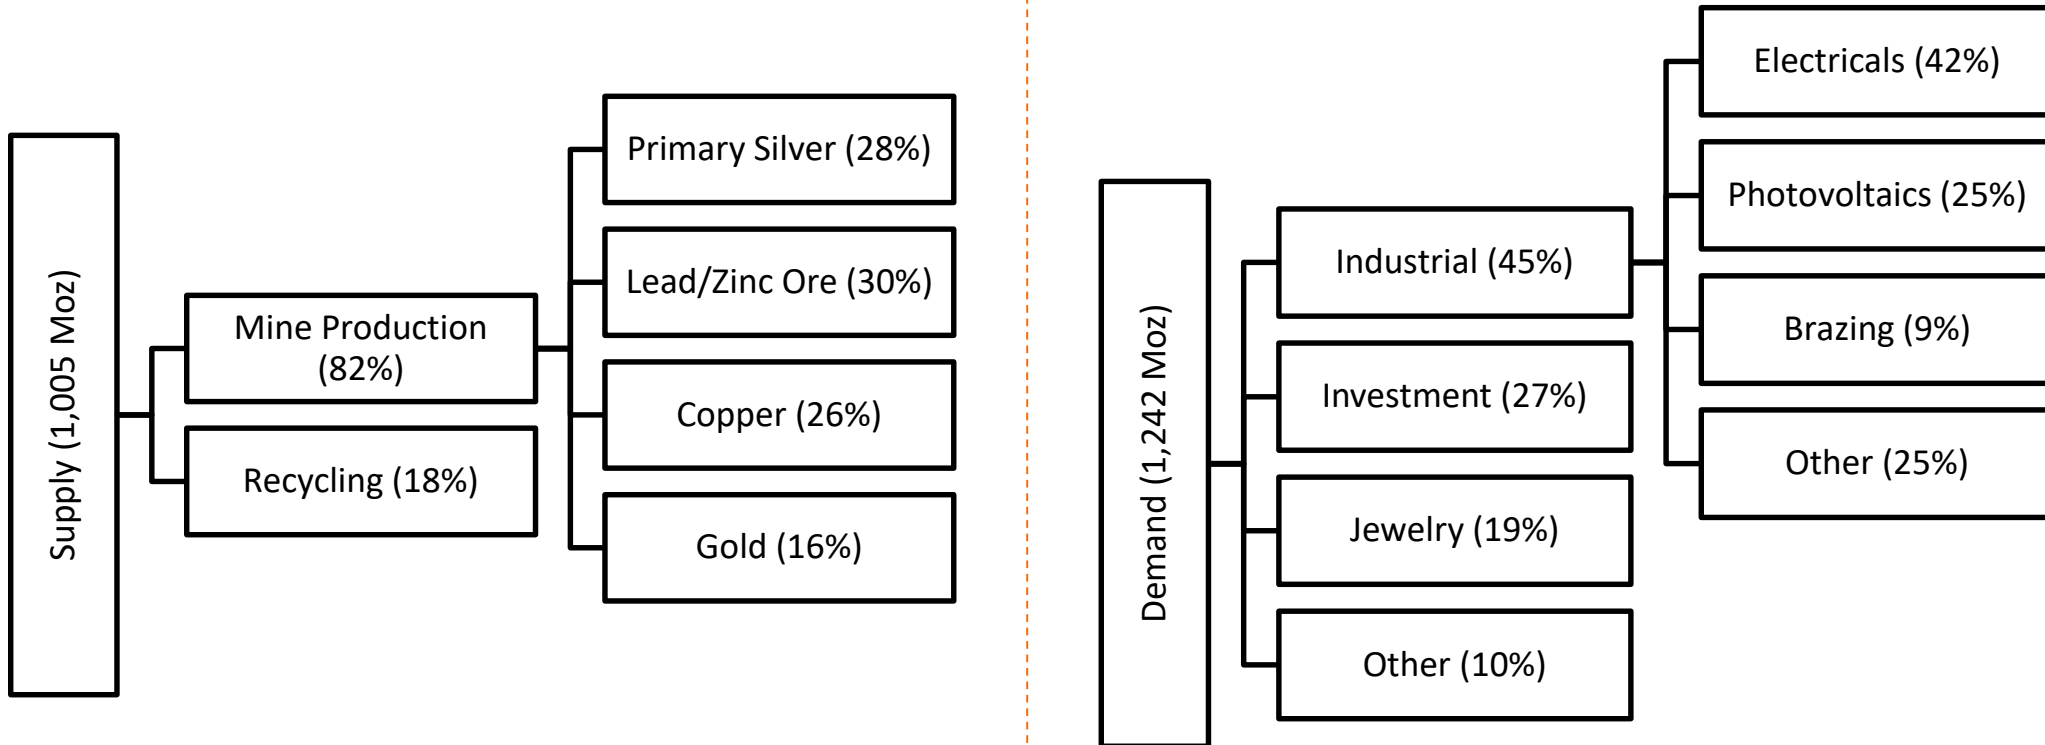 Supply (1,005 Moz)
Mine Production
(82%)
Recycling (18%)
Primary Silver (28%)
Lead/Zinc Ore (30%)
Copper (26%)
Gold (16%)
Demand (1,242 Moz)
Industrial (45%)
Investment (27%)
Jewelry (19%)
Other (10%)
Electricals (42%)
Photovoltaics (25%)
Brazing (9%)
Other (25%)